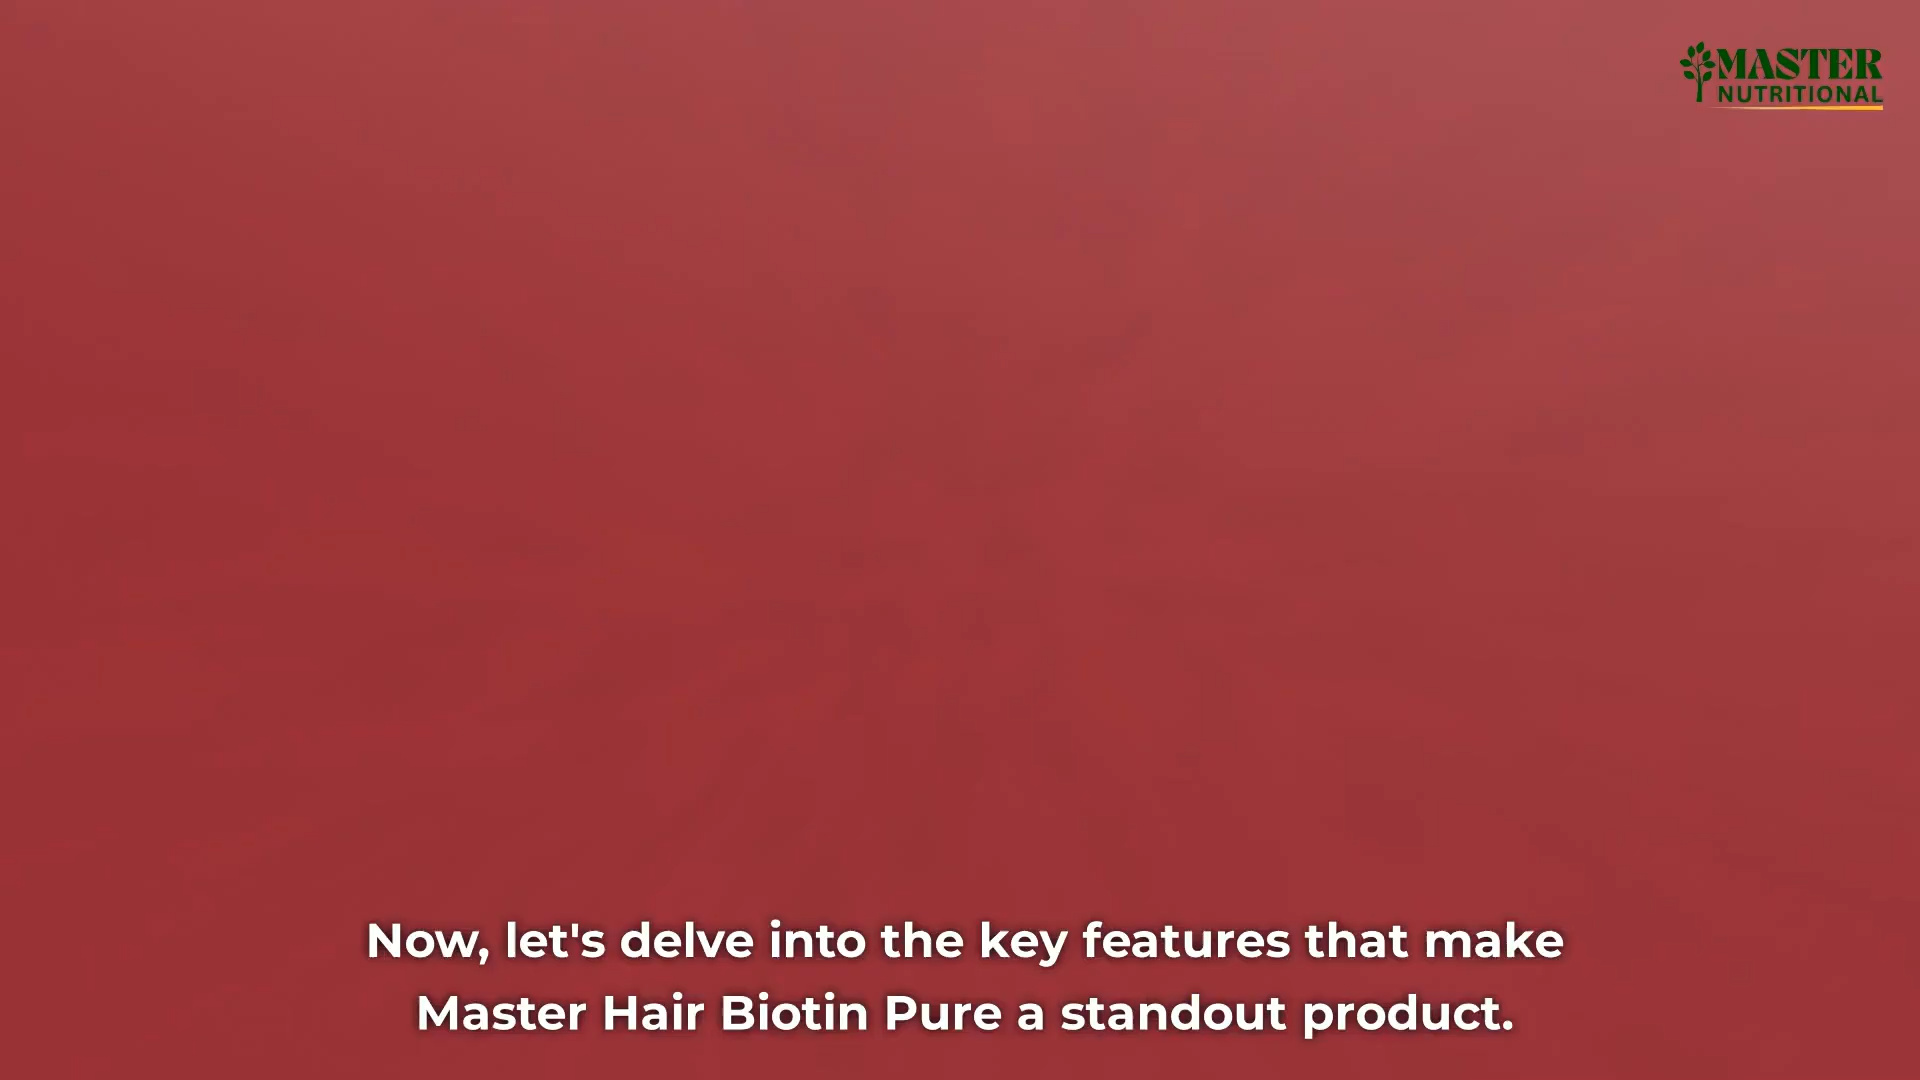 MASTER
NUTRITIONAL
Now, let's delve into the key features that make
Master Hair Biotin Pure a standout product.